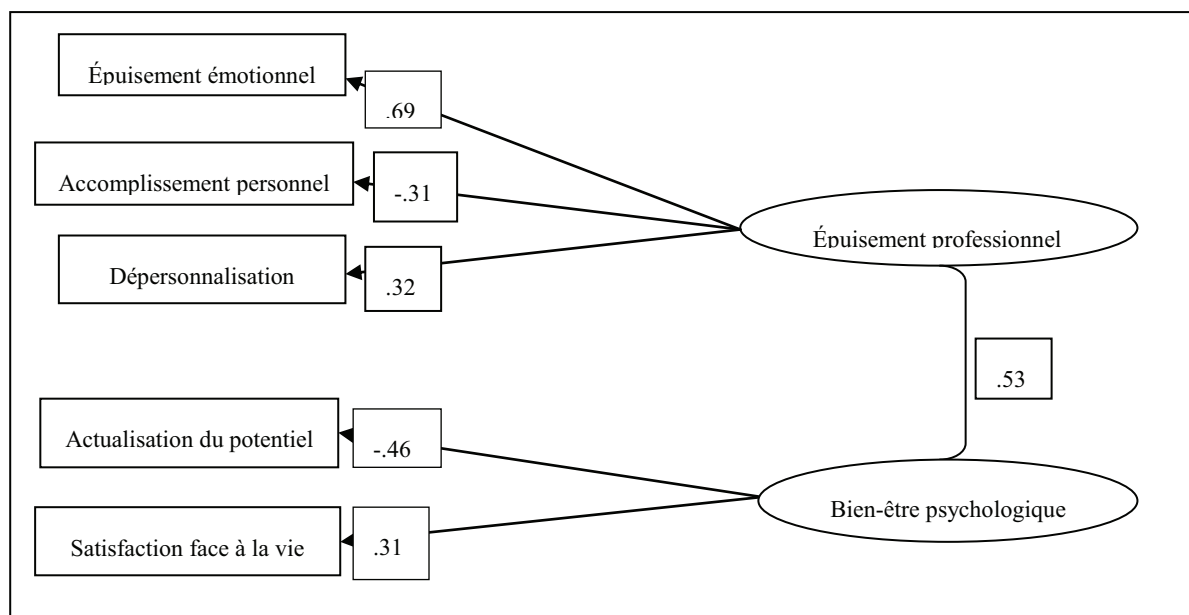 Épuisement émotionnel
.69
Accomplissement personnel
-.31
Épuisement professionnel
Dépersonnalisation
.32
.53
Actualisation du potentiel
-.46
Bien-être psychologique
Satisfaction face à la vie
.31